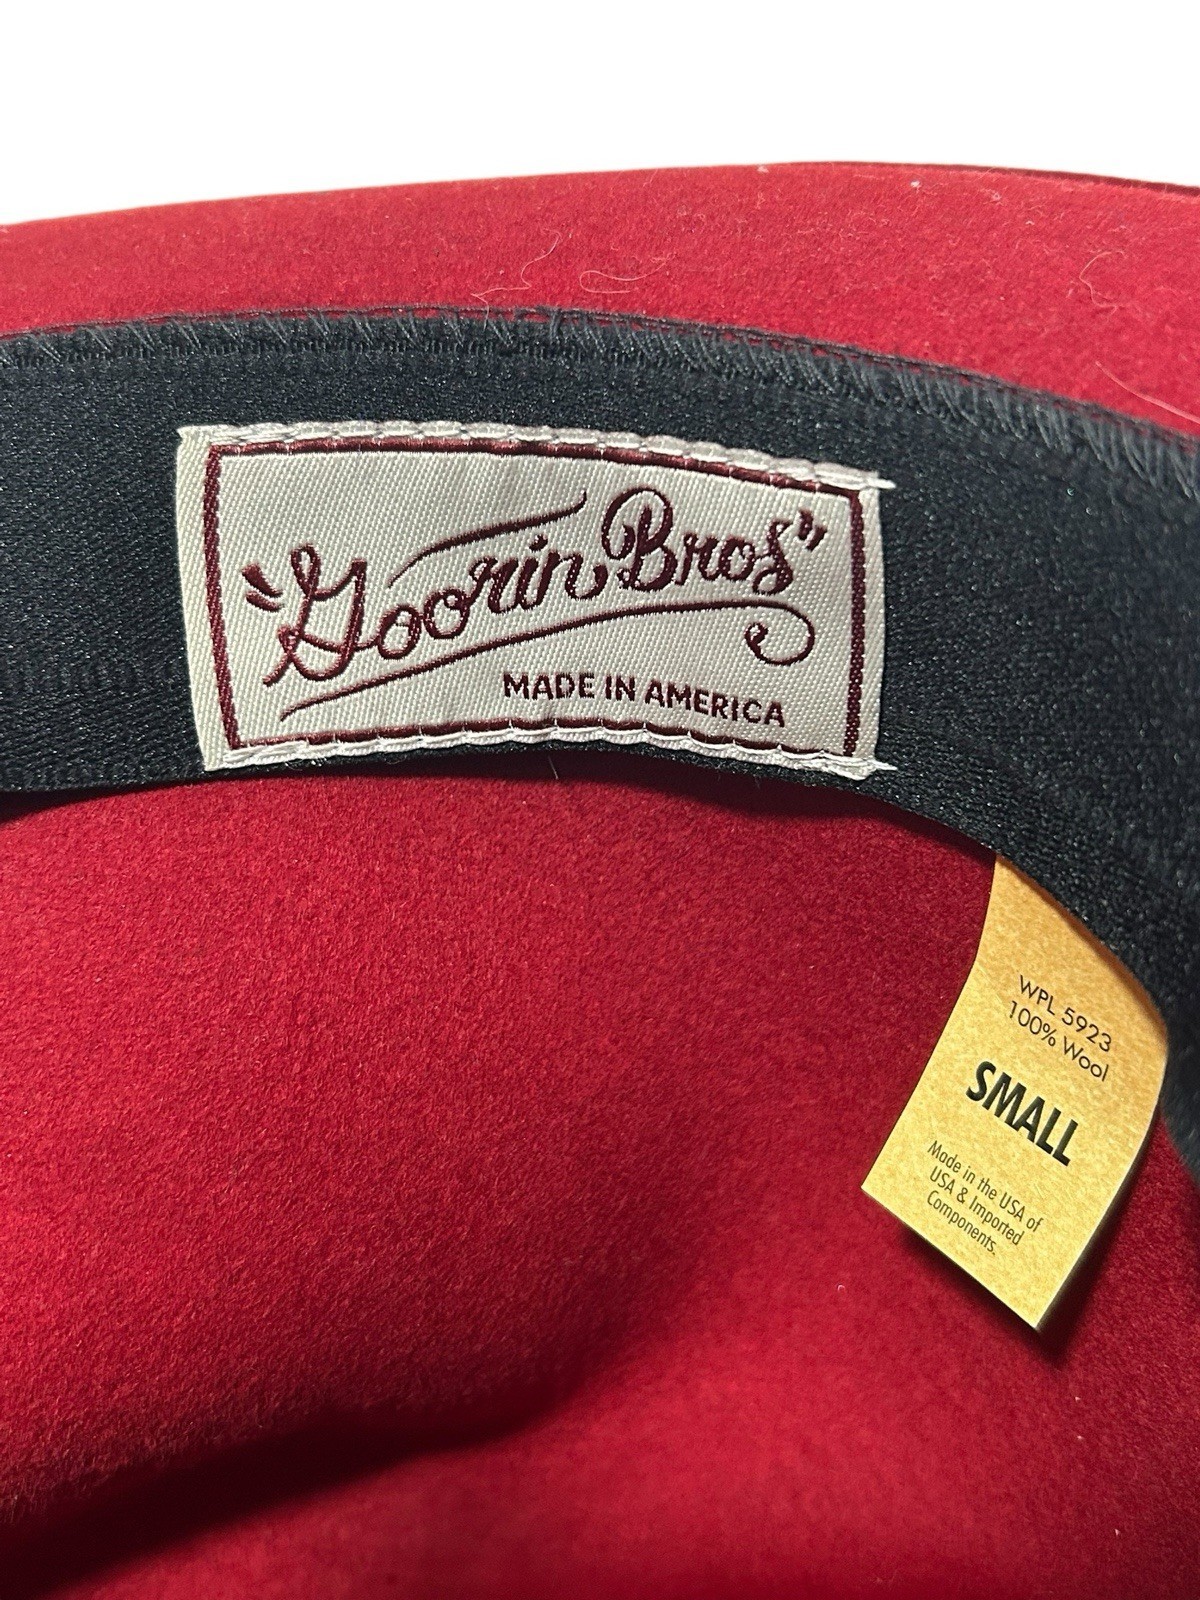 "Goorin Bros"
MADE IN AMERICA
WPL 5923
100% Wool
SMALL
Made in the USA of
USA & Imported
Components.